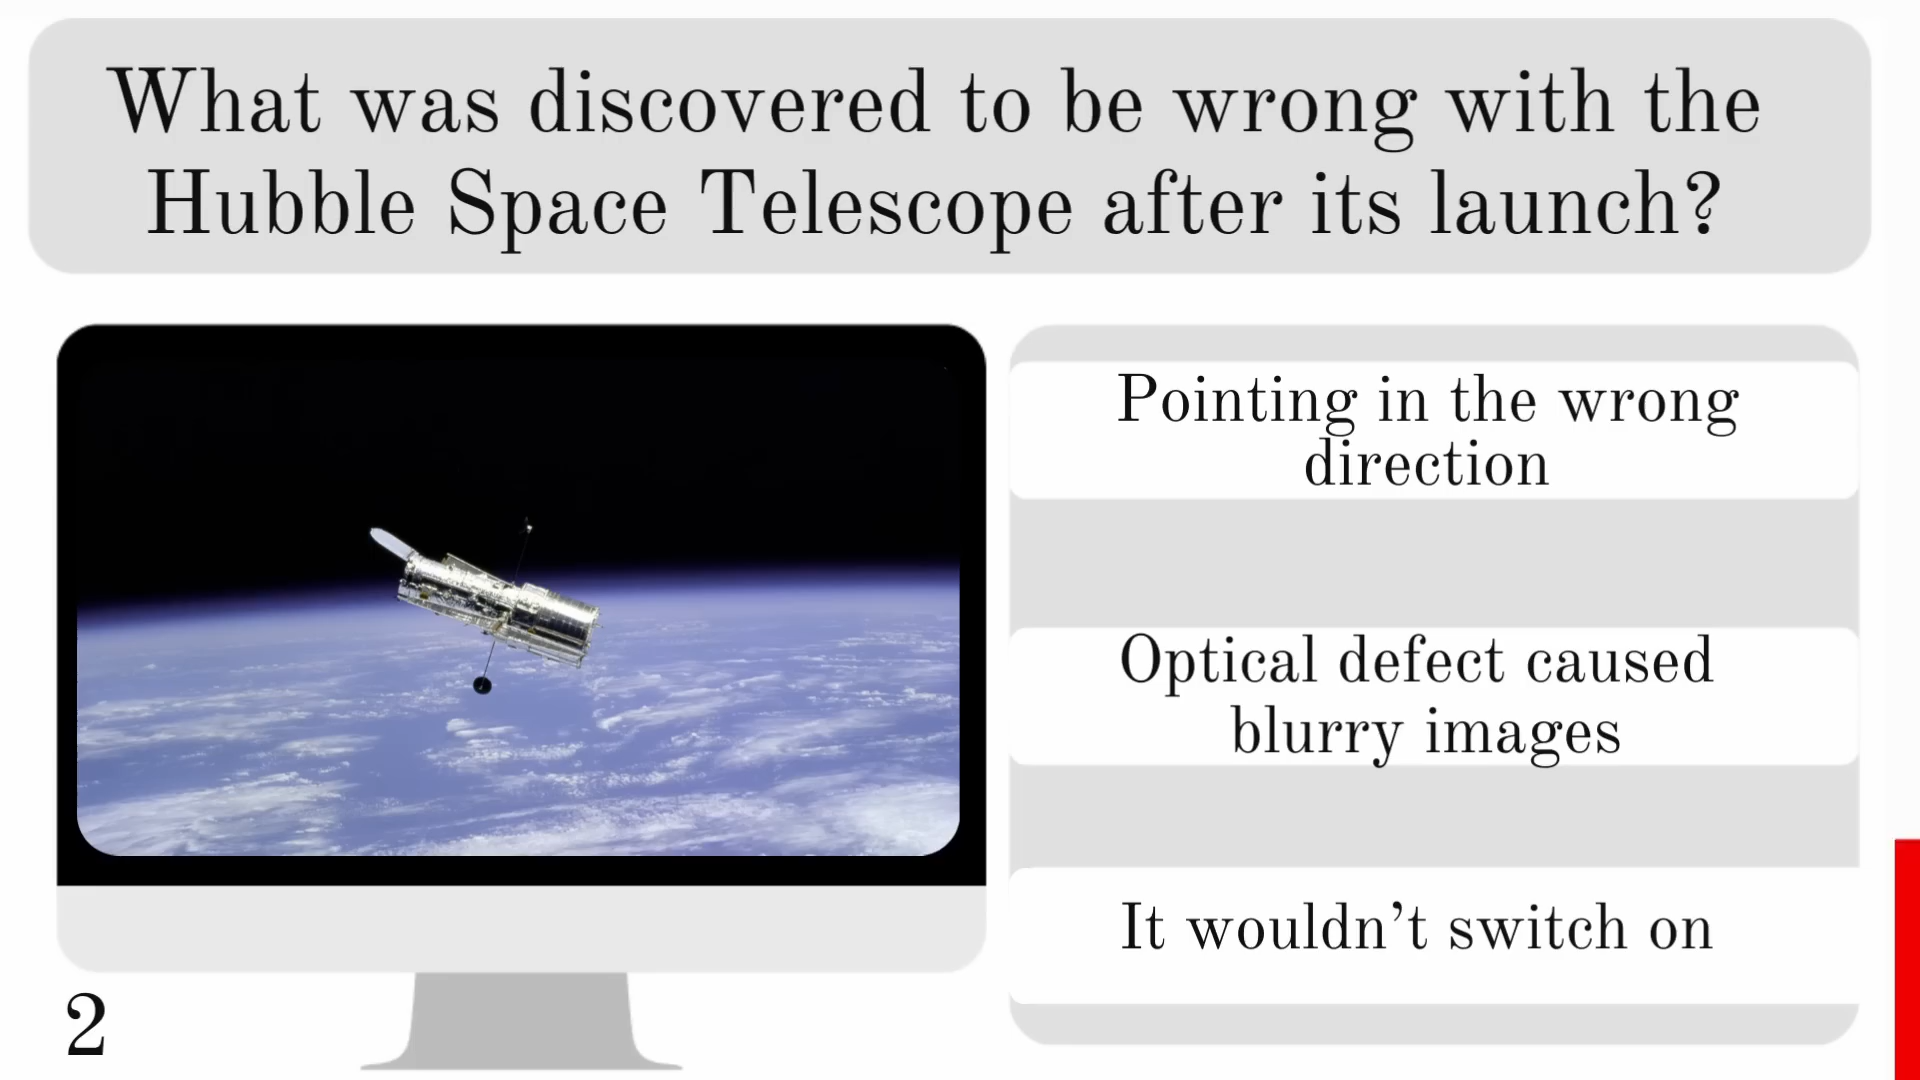 What was discovered to be wrong with the
Hubble Space Telescope after its launch?
Pointing in the wrong
direction
Optical defect caused
blurry images
It wouldn’t switch on
2